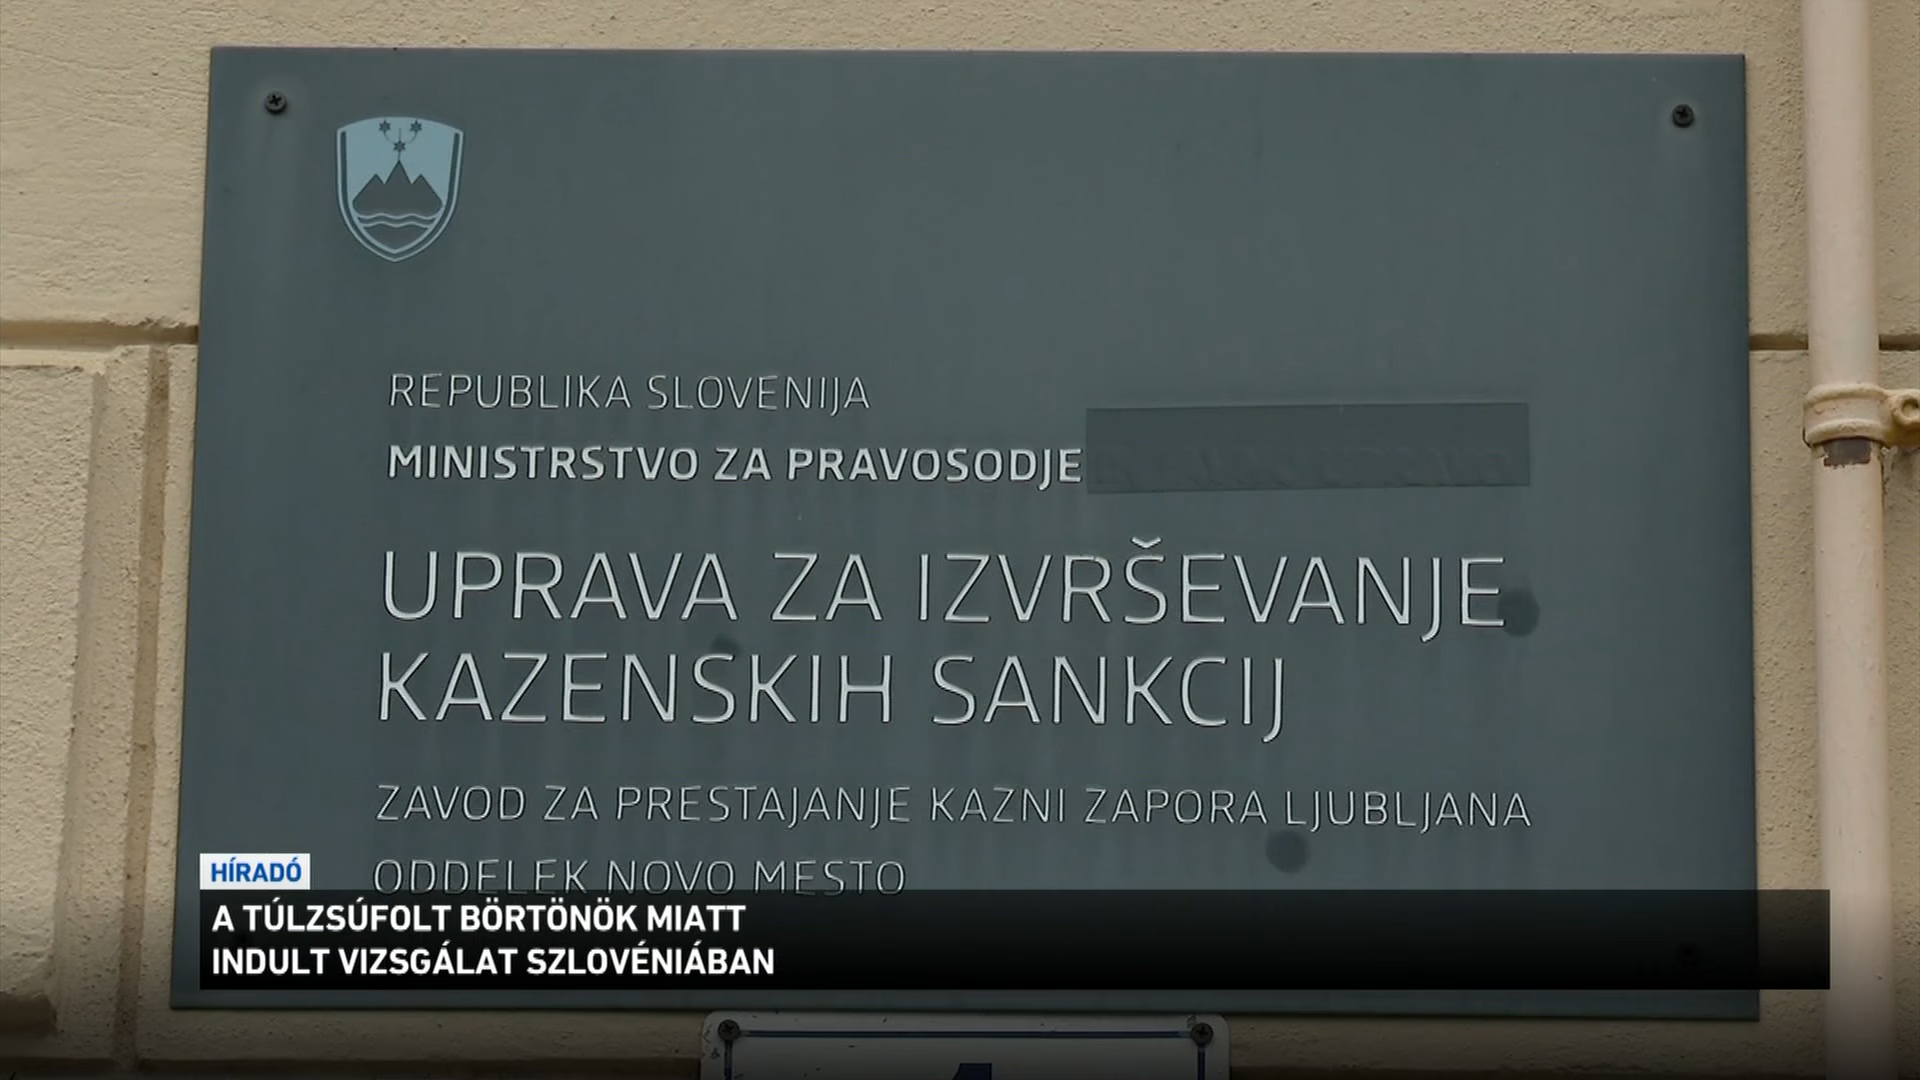 REPUBLIKA SLOVENIJA
MINISTRSTVO ZA PRAVOSODJE
UPRAVA ZA IZVRŠEVANJE
KAZENSKIH SANKCIJ
ZAVOD ZA PRESTAJANJE KAZNI ZAPORA LJUBLJANA
ODDELEK NOVO MESTO
HÍRADÓ
A TÚLZSÚFOLT BÖRTÖNÖK MIATT
INDULT VIZSGÁLAT SZLOVÉNIÁBAN